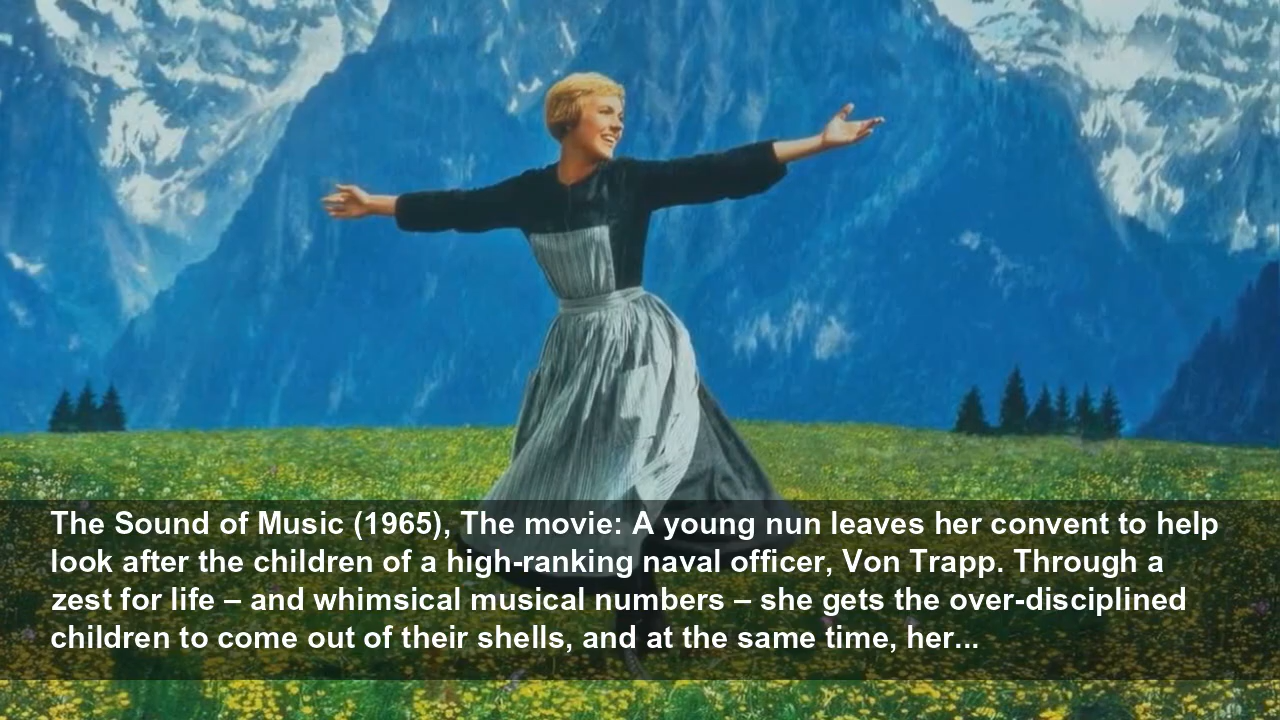 The Sound of Music (1965), The movie: A young nun leaves her convent to help
look after the children of a high-ranking naval officer, Von Trapp. Through a
zest for life – and whimsical musical numbers – she gets the over-disciplined
children to come out of their shells, and at the same time, her...